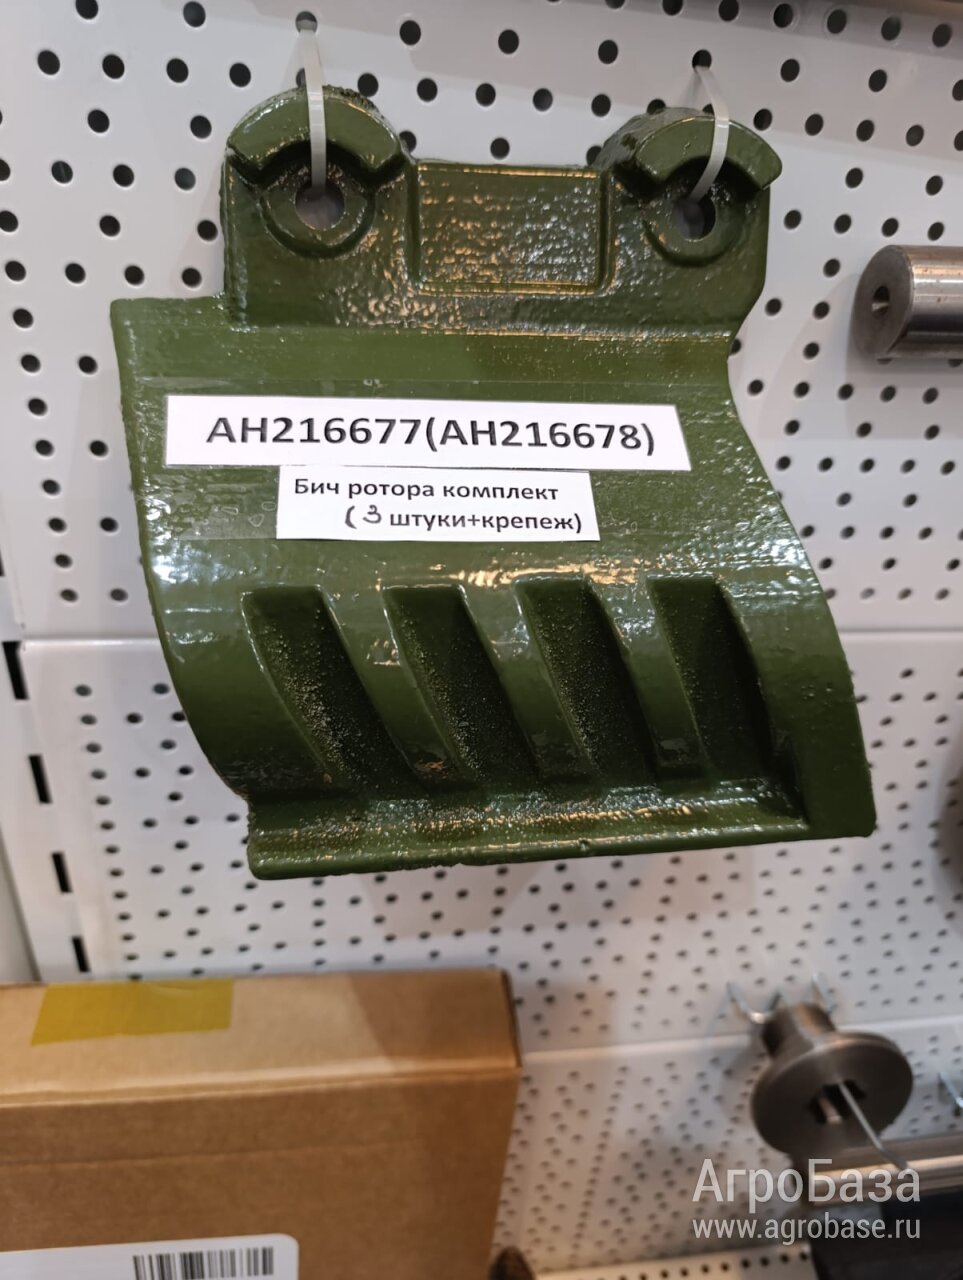 AH216677(AH216678)
Бич ротора комплект
(3 штуки+крепеж)
АгроБаза
www.agrobase.ru